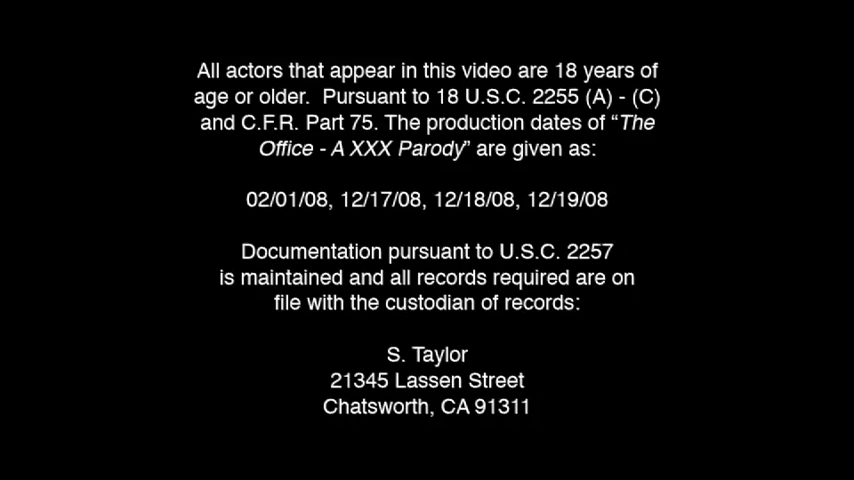 All actors that appear in this video are 18 years of
age or older.  Pursuant to 18 U.S.C. 2255 (A) - (C)
and C.F.R. Part 75. The production dates of “The
Office - A XXX Parody” are given as:
02/01/08, 12/17/08, 12/18/08, 12/19/08
Documentation pursuant to U.S.C. 2257
is maintained and all records required are on
file with the custodian of records:
S. Taylor
21345 Lassen Street
Chatsworth, CA 91311